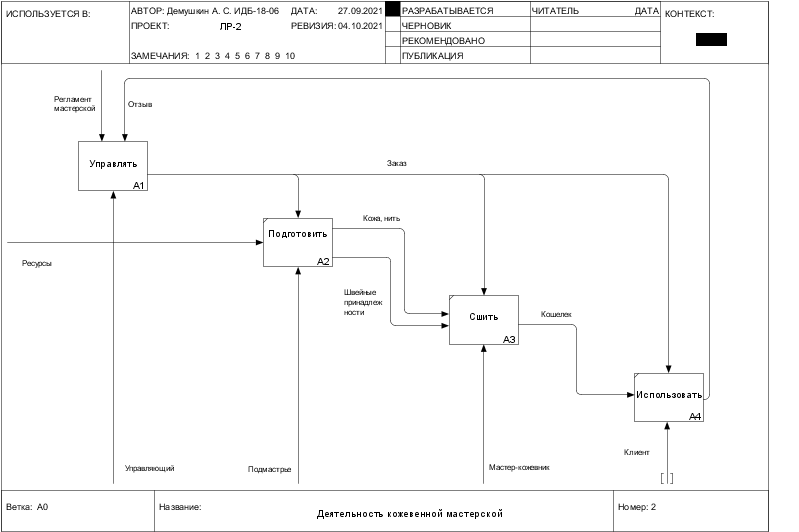 ИСПОЛЬЗУЕТСЯ В:
АВТОР: Демушкин А. С. ИДБ-18-06
ДАТА: 27.09.2021
ПРОЕКТ: ЛР-2
РЕВИЗИЯ: 04.10.2021
ЗАМЕЧАНИЯ: 1 2 3 4 5 6 7 8 9 10
РАЗРАБАТЫВАЕТСЯ
ЧЕРНОВИК
РЕКОМЕНДОВАНО
ПУБЛИКАЦИЯ
ЧИТАТЕЛЬ
ДАТА
КОНТЕКСТ:
Регламент
мастерской
Отзыв
Управлять
A1
Заказ
Ресурсы
Подготовить
A2
Кожа, нить
Швейные
принадлеж
ности
Сшить
A3
Кошелек
Использовать
A4
Клиент
Управляющий
Подмастрье
Мастер-кожевник
Ветка: A0
Название:
Деятельность кожевенной мастерской
Номер: 2